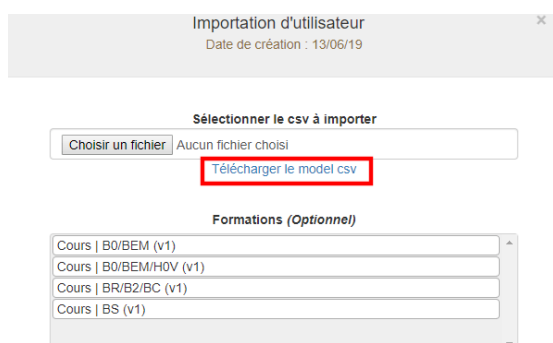 Importation d'utilisateur
×
Date de création : 13/06/19
Sélectionner le csv à importer
Choisir un fichier Aucun fichier choisi
Télécharger le model csv
Formations (Optionnel)
Cours | B0/BEM (v1)
Cours | B0/BEM/H0V (v1)
Cours | BR/B2/BC (v1)
Cours | BS (v1)